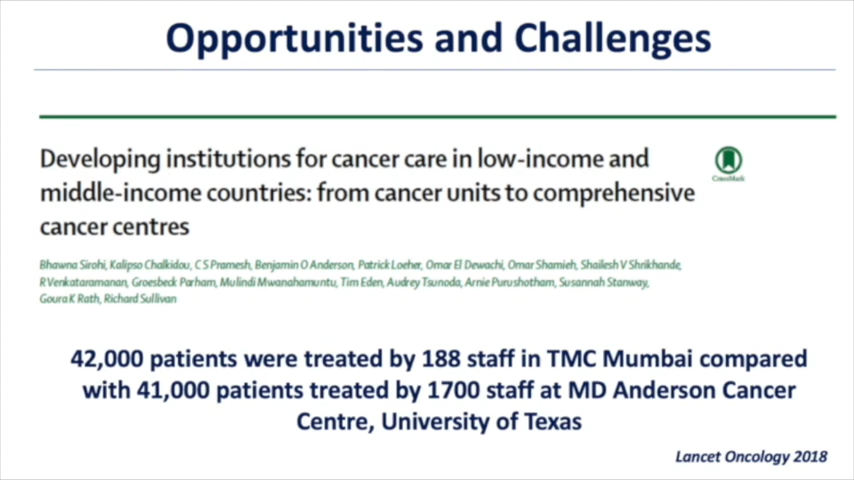 Opportunities and Challenges
Developing institutions for cancer care in low-income and
middle-income countries: from cancer units to comprehensive
cancer centres
CrossMark
Bhawna Sirohi, Kalipso Chalkidou, C S Pramesh, Benjamin O Anderson, Patrick Loeher, Omar El Dewachi, Omar Shamieh, Shailesh V Shrikhande,
R Venkataramanan, Groesbeck Parham, Mulindi Mwanahamuntu, Tim Eden, Audrey Tsunoda, Arnie Purushotham, Susannah Stanway,
Goura K Rath, Richard Sullivan
42,000 patients were treated by 188 staff in TMC Mumbai compared
with 41,000 patients treated by 1700 staff at MD Anderson Cancer
Centre, University of Texas
Lancet Oncology 2018